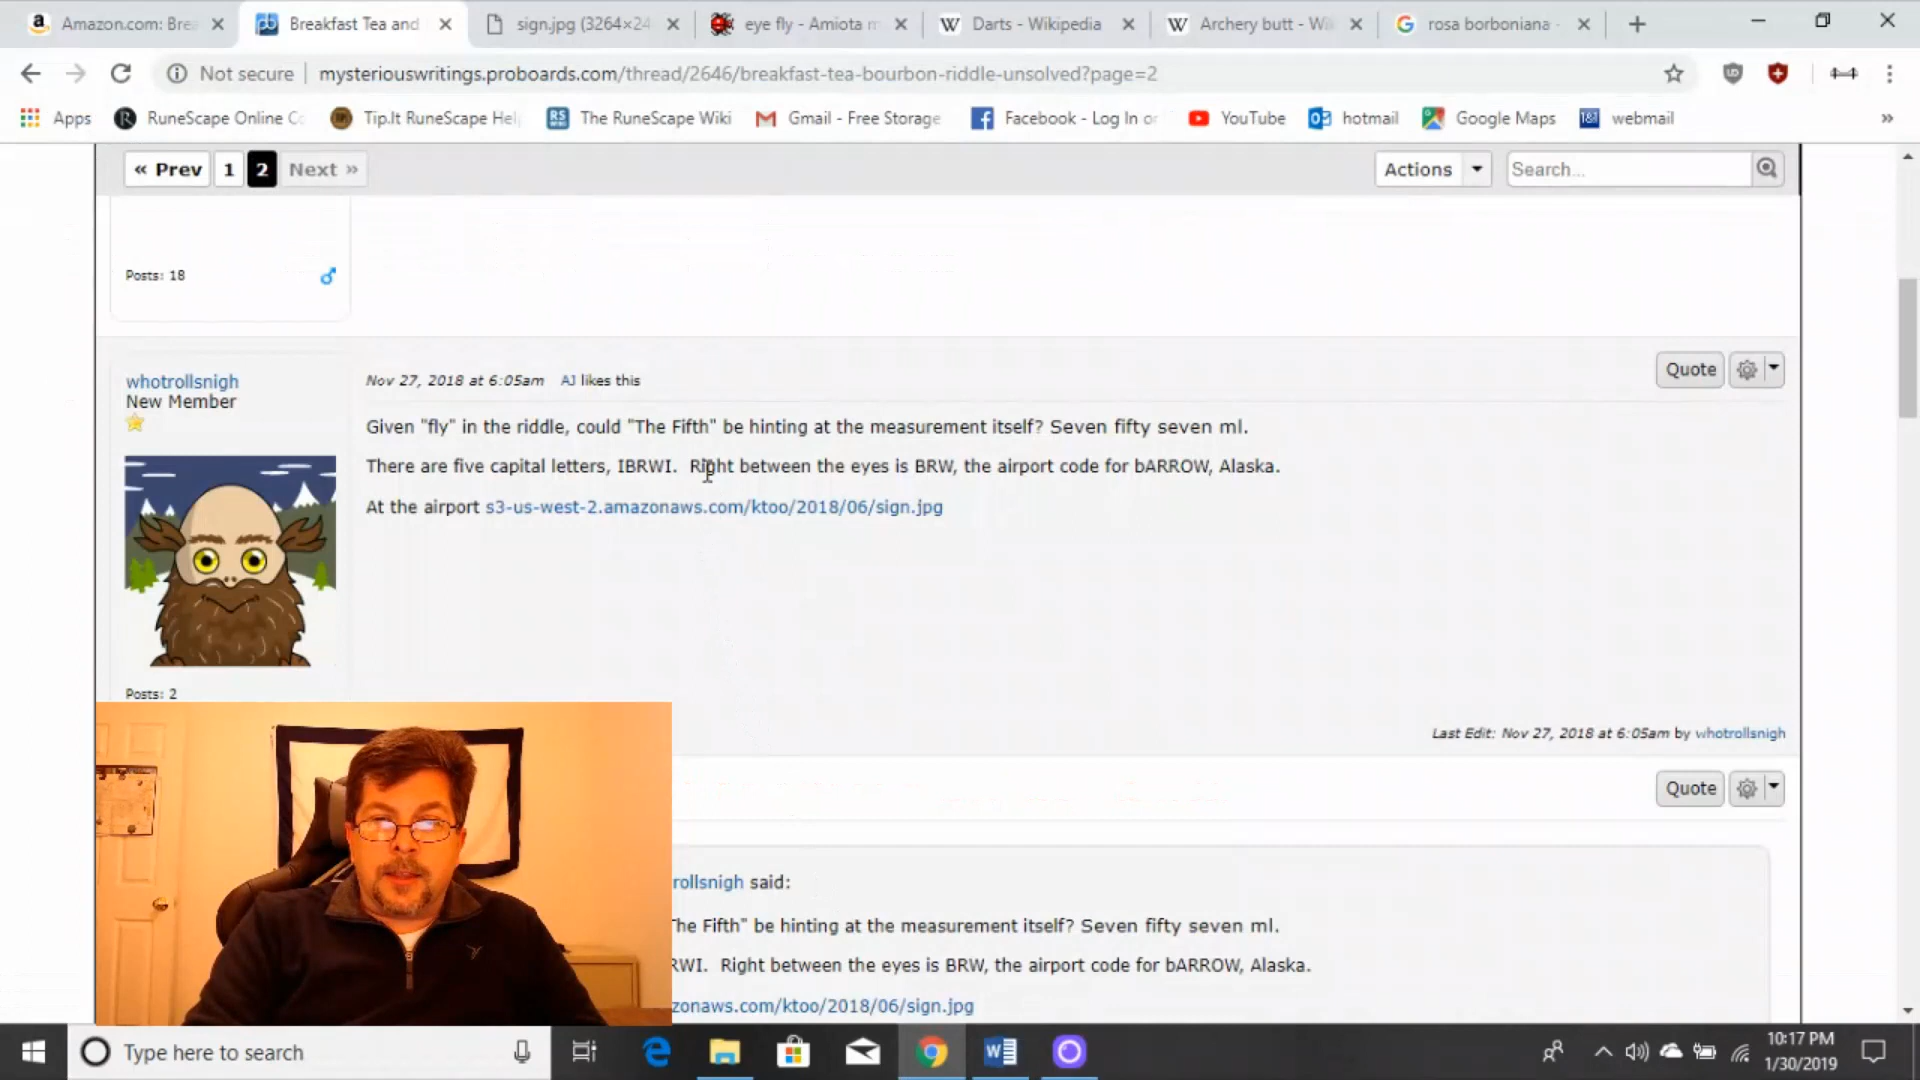 Amazon.com: Brea
Breakfast Tea and
sign.jpg (3264×24
eye fly - Amiota m
Darts - Wikipedia
Archery butt - Wi
rosa borboniana -
Not secure
mysteriouswritings.proboards.com/thread/2646/breakfast-tea-bourbon-riddle-unsolved?page=2
Apps
RuneScape Online Co
Tip.It RuneScape Help
The RuneScape Wiki
Gmail - Free Storage
Facebook - Log In or
YouTube
hotmail
Google Maps
webmail
« Prev
1
2
Next »
Actions
Search...
Posts: 18
whotrollsnigh
New Member
Nov 27, 2018 at 6:05am
AJ likes this
Quote
Given "fly" in the riddle, could "The Fifth" be hinting at the measurement itself? Seven fifty seven ml.
There are five capital letters, IBRWI. Right between the eyes is BRW, the airport code for bARROW, Alaska.
At the airport s3-us-west-2.amazonaws.com/ktoo/2018/06/sign.jpg
Posts: 2
Last Edit: Nov 27, 2018 at 6:05am by whotrollsnigh
Quote
rollsnigh said:
The Fifth" be hinting at the measurement itself? Seven fifty seven ml.
RWI. Right between the eyes is BRW, the airport code for bARROW, Alaska.
zonaws.com/ktoo/2018/06/sign.jpg
Type here to search
10:17 PM
1/30/2019